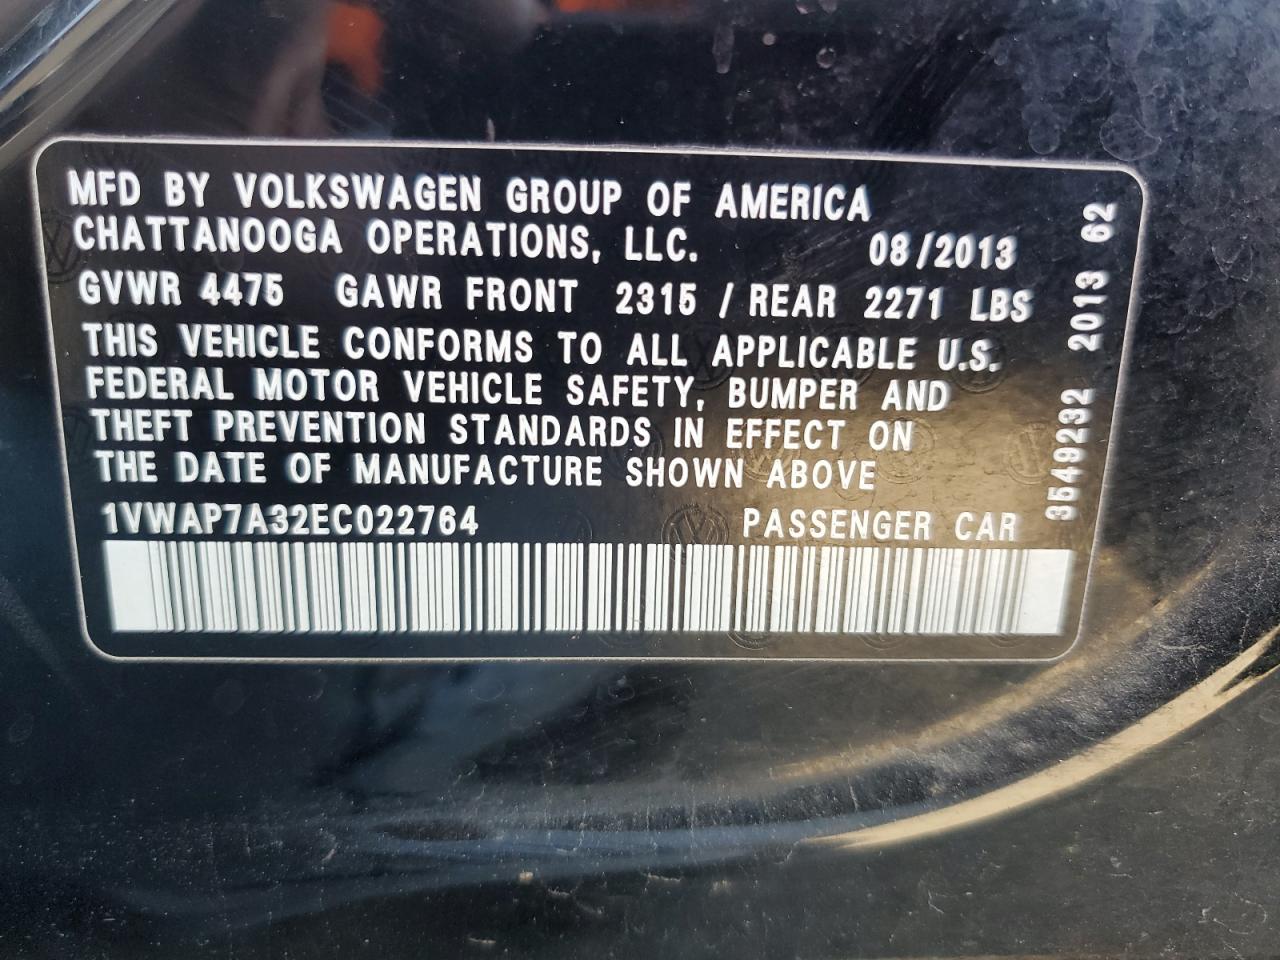 MFD BY VOLKSWAGEN GROUP OF AMERICA
CHATTANOOGA OPERATIONS, LLC. 08/2013
GVWR 4475 GAWR FRONT 2315 / REAR 2271 LBS
THIS VEHICLE CONFORMS TO ALL APPLICABLE U.S.
FEDERAL MOTOR VEHICLE SAFETY, BUMPER AND
THEFT PREVENTION STANDARDS IN EFFECT ON
THE DATE OF MANUFACTURE SHOWN ABOVE
1VWAP7A32EC022764 PASSENGER CAR
3549232 2013 62